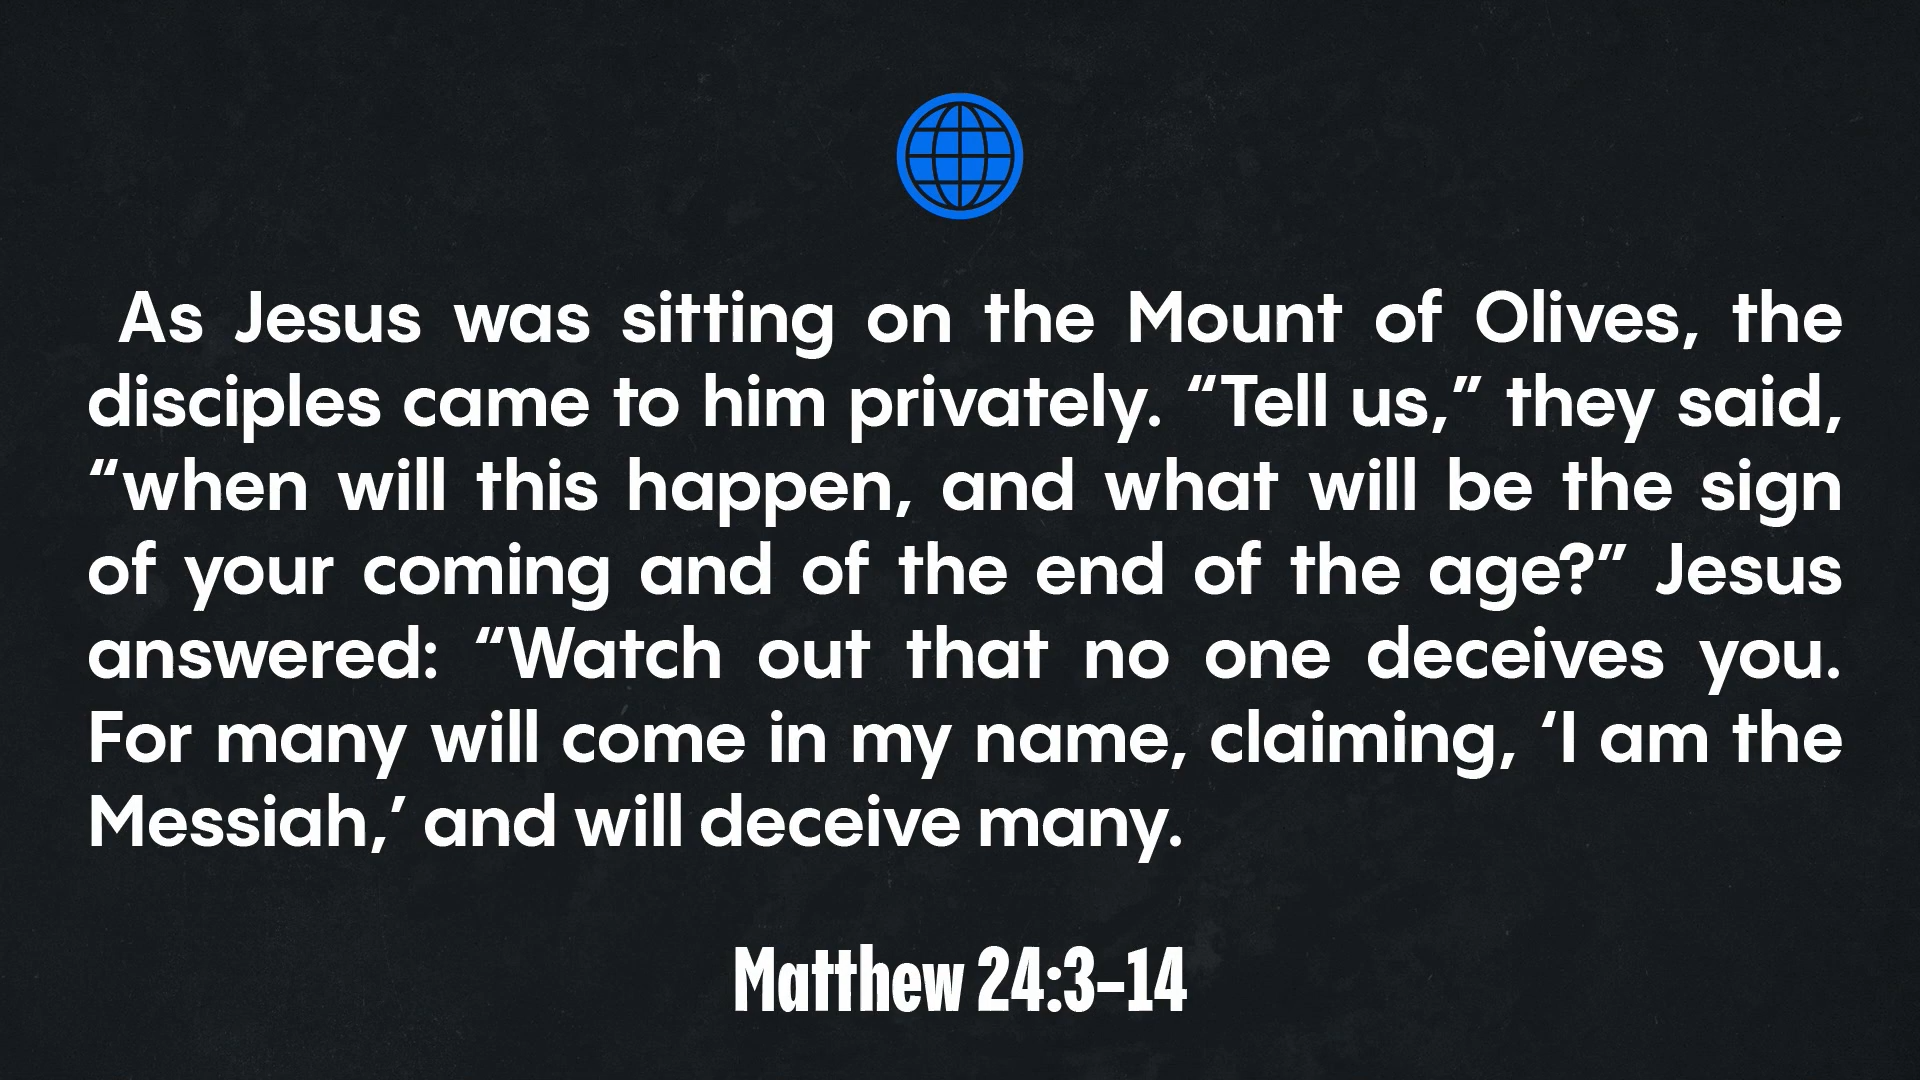 As Jesus was sitting on the Mount of Olives, the
disciples came to him privately. “Tell us,” they said,
“when will this happen, and what will be the sign
of your coming and of the end of the age?” Jesus
answered: “Watch out that no one deceives you.
For many will come in my name, claiming, ‘I am the
Messiah,’ and will deceive many.
Matthew 24:3–14